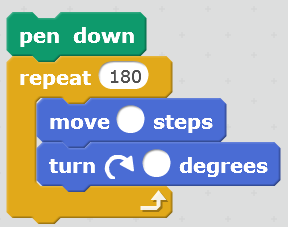 pen down
repeat 180
move steps
turn degrees